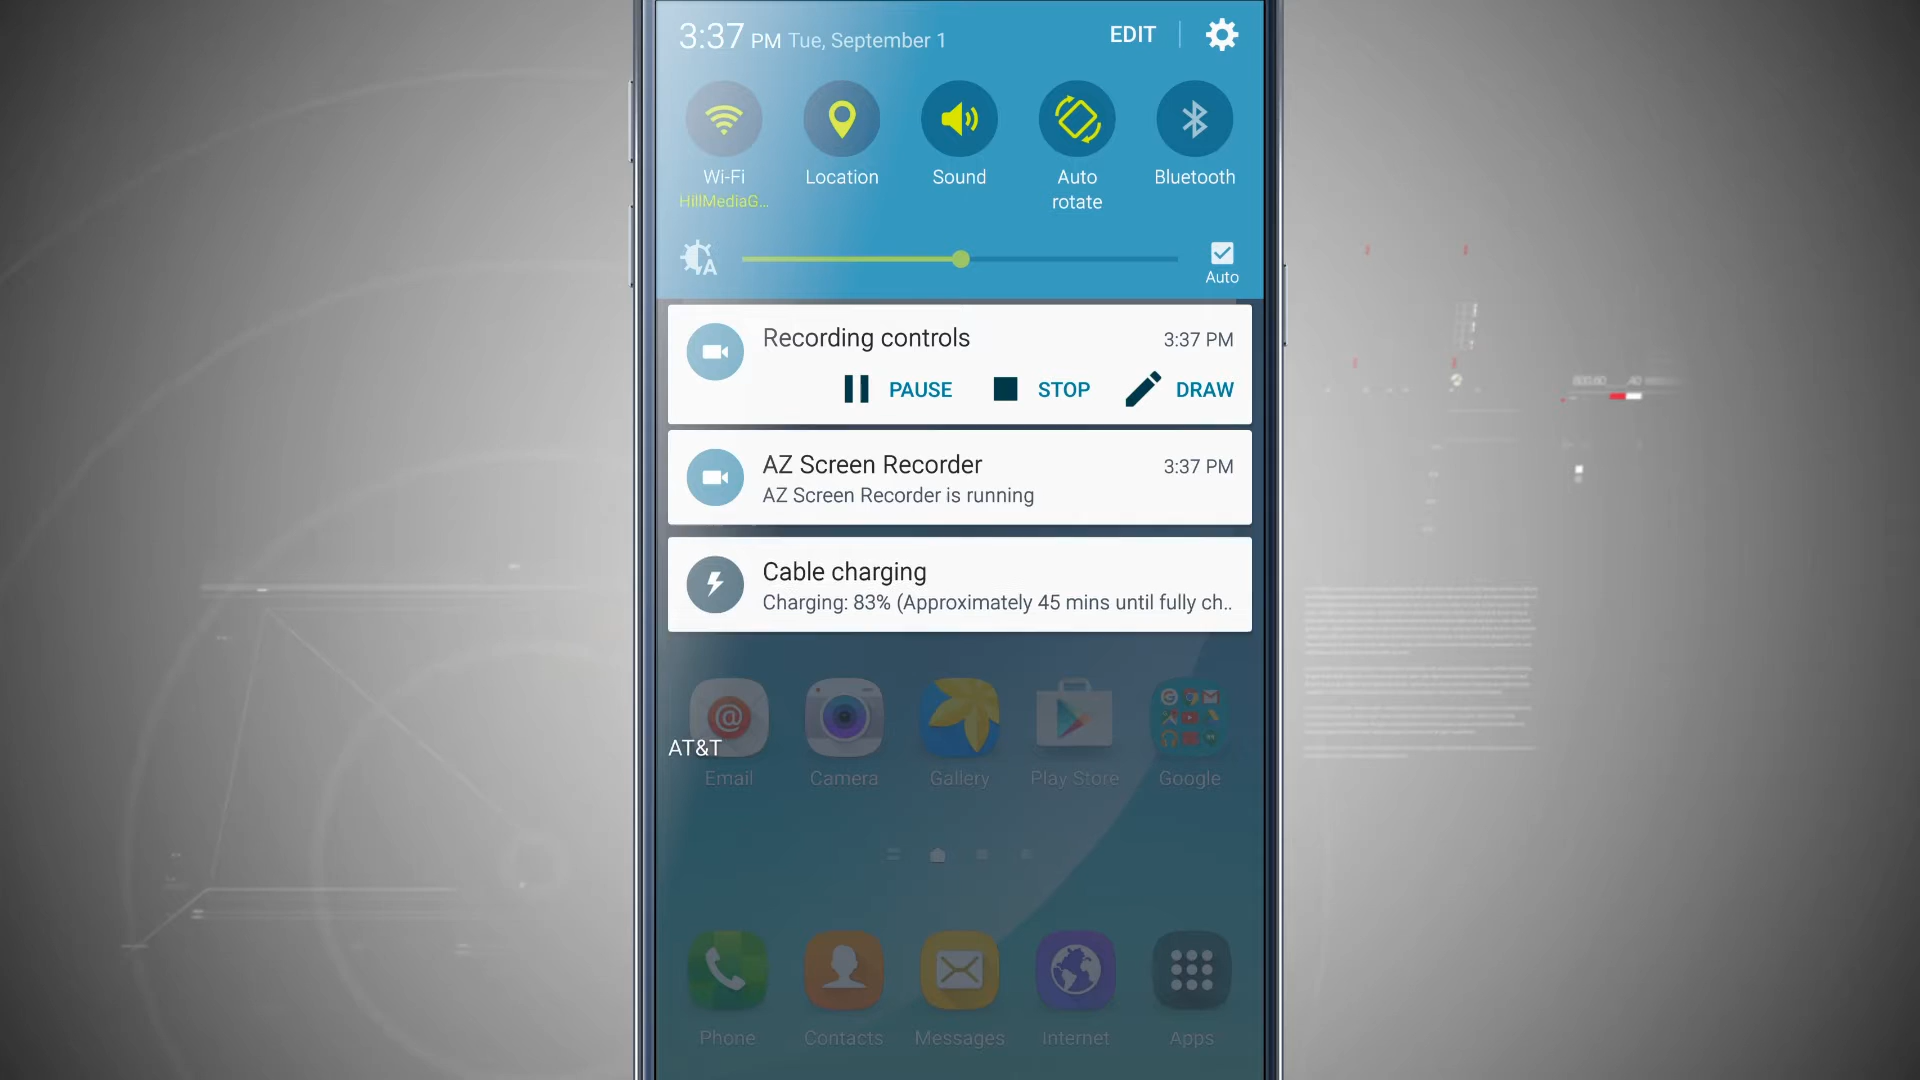 3:37 PM Tue, September 1
EDIT
Wi-Fi
HillMediaG...
Location
Sound
Auto
rotate
Bluetooth
A
Auto
Recording controls
3:37 PM
PAUSE
STOP
DRAW
AZ Screen Recorder
3:37 PM
AZ Screen Recorder is running
Cable charging
Charging: 83% (Approximately 45 mins until fully ch..
AT&T
Email
Camera
Gallery
Play Store
Google
Phone
Contacts
Messages
Internet
Apps